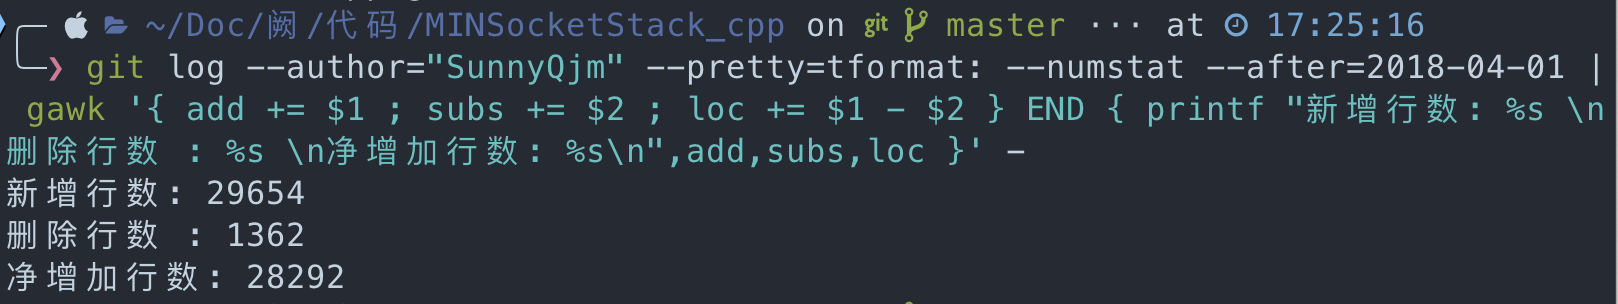 ~/Doc/阙/代码/MINSocketStack_cpp on git master ··· at 17:25:16
❯ git log --author="SunnyQjm" --pretty=tformat: --numstat --after=2018-04-01 |
gawk '{ add += $1 ; subs += $2 ; loc += $1 - $2 } END { printf "新增行数: %s \n
删除行数 : %s \n净增加行数: %s\n",add,subs,loc }' -
新增行数: 29654
删除行数 : 1362
净增加行数: 28292